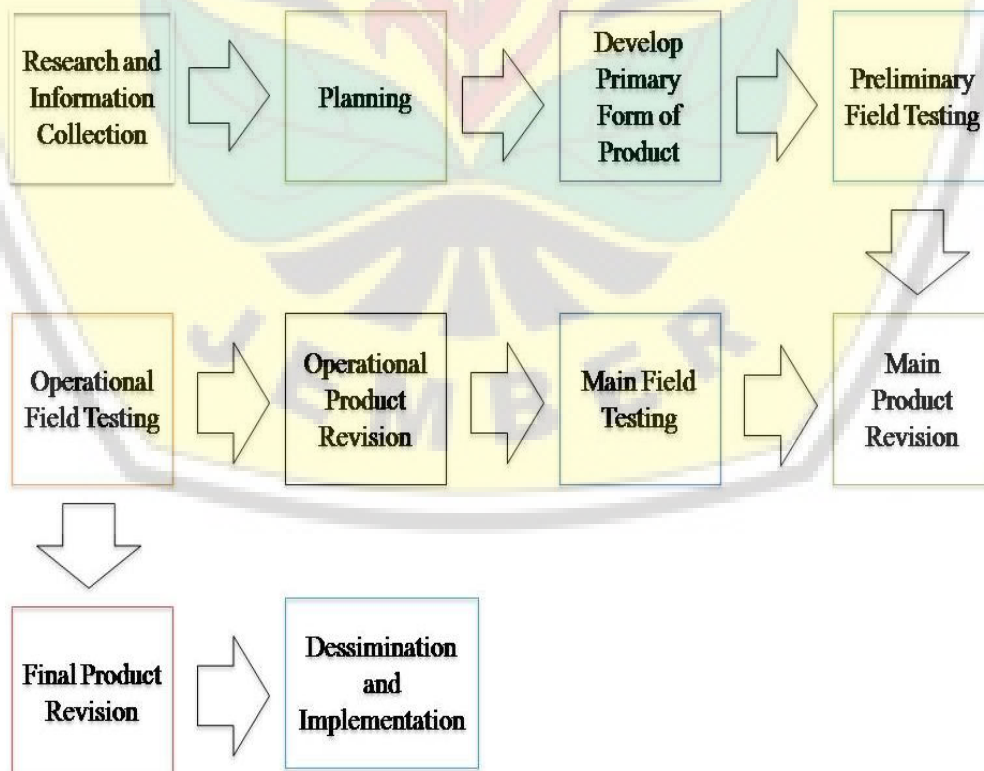 Research and
Information
Collection
Planning
Develop
Primary
Form of
Product
Preliminary
Field Testing
Operational
Field Testing
Operational
Product
Revision
Main Field
Testing
Main
Product
Revision
JEMBER
Final Product
Revision
Dessimination
and
Implementation